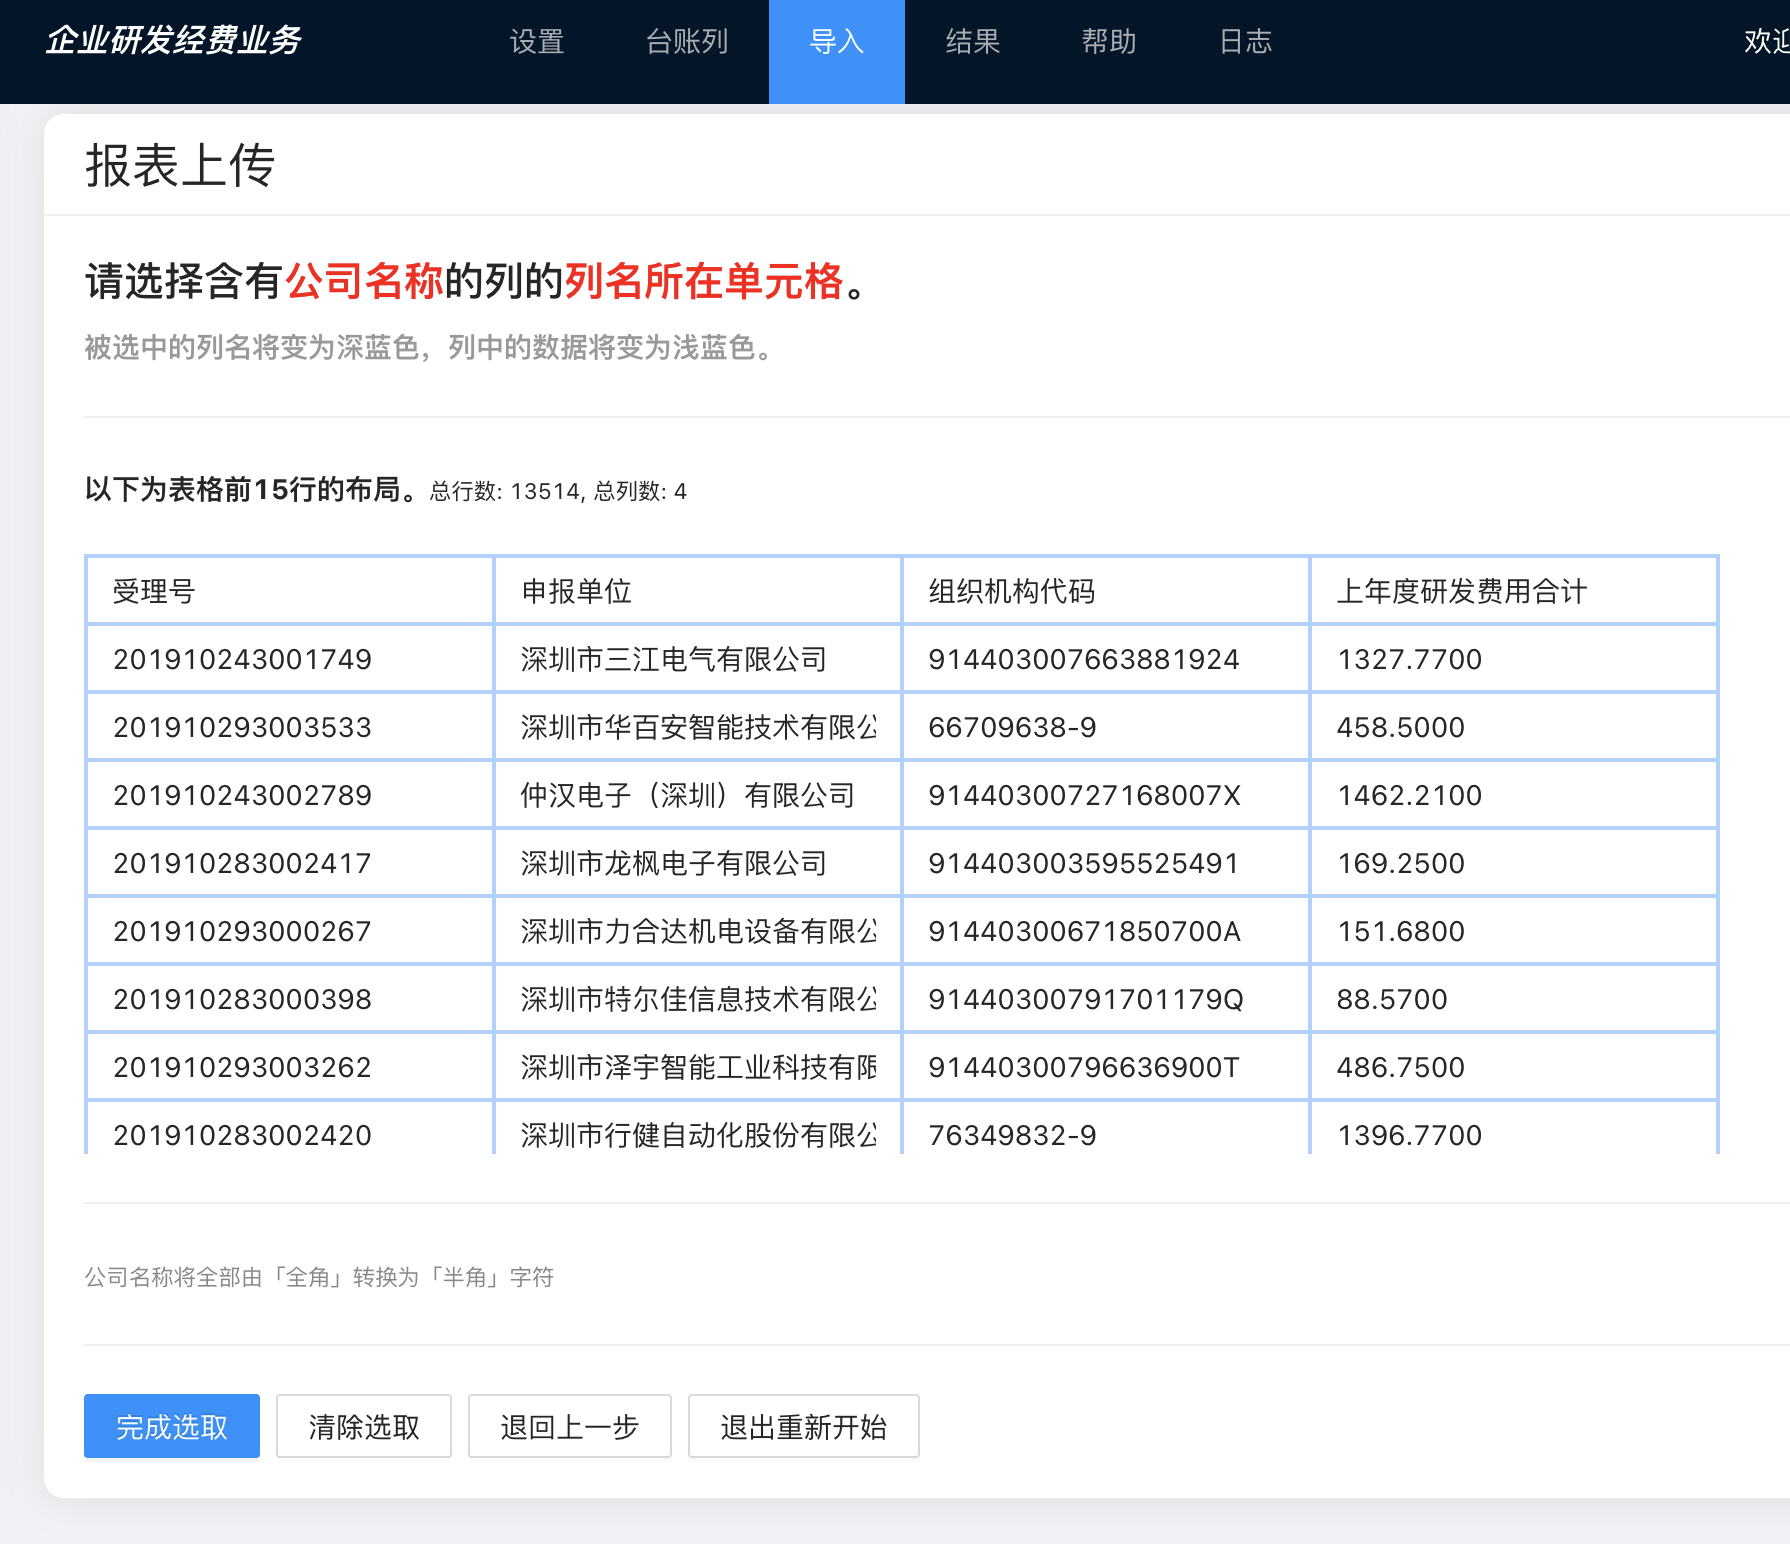 企业研发经费业务 设置 台账列 导入 结果 帮助 日志 欢迎
报表上传
请选择含有公司名称的列的列名所在单元格。
被选中的列名将变为深蓝色，列中的数据将变为浅蓝色。
以下为表格前15行的布局。总行数: 13514, 总列数: 4
受理号 申报单位 组织机构代码 上年度研发费用合计
201910243001749 深圳市三江电气有限公司 914403007663881924 1327.7700
201910293003533 深圳市华百安智能技术有限公 66709638-9 458.5000
201910243002789 仲汉电子（深圳）有限公司 91440300727168007X 1462.2100
201910283002417 深圳市龙枫电子有限公司 914403003595525491 169.2500
201910293000267 深圳市力合达机电设备有限公 91440300671850700A 151.6800
201910283000398 深圳市特尔佳信息技术有限公 91440300791701179Q 88.5700
201910293003262 深圳市泽宇智能工业科技有限 91440300796636900T 486.7500
201910283002420 深圳市行健自动化股份有限公 76349832-9 1396.7700
公司名称将全部由「全角」转换为「半角」字符
完成选取 清除选取 退回上一步 退出重新开始